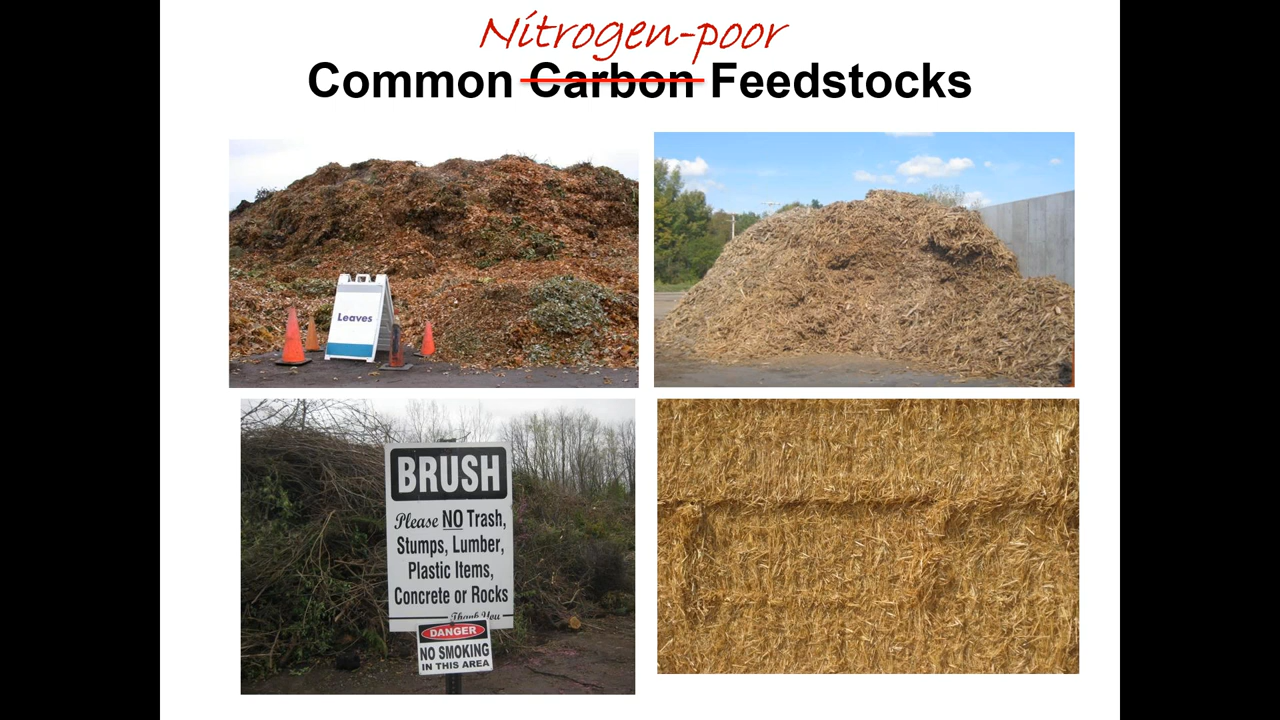 Nitrogen-poor
Common Carbon Feedstocks
Leaves
BRUSH
Please NO Trash,
Stumps, Lumber,
Plastic Items,
Concrete or Rocks
Thank You
DANGER
NO SMOKING
IN THIS AREA